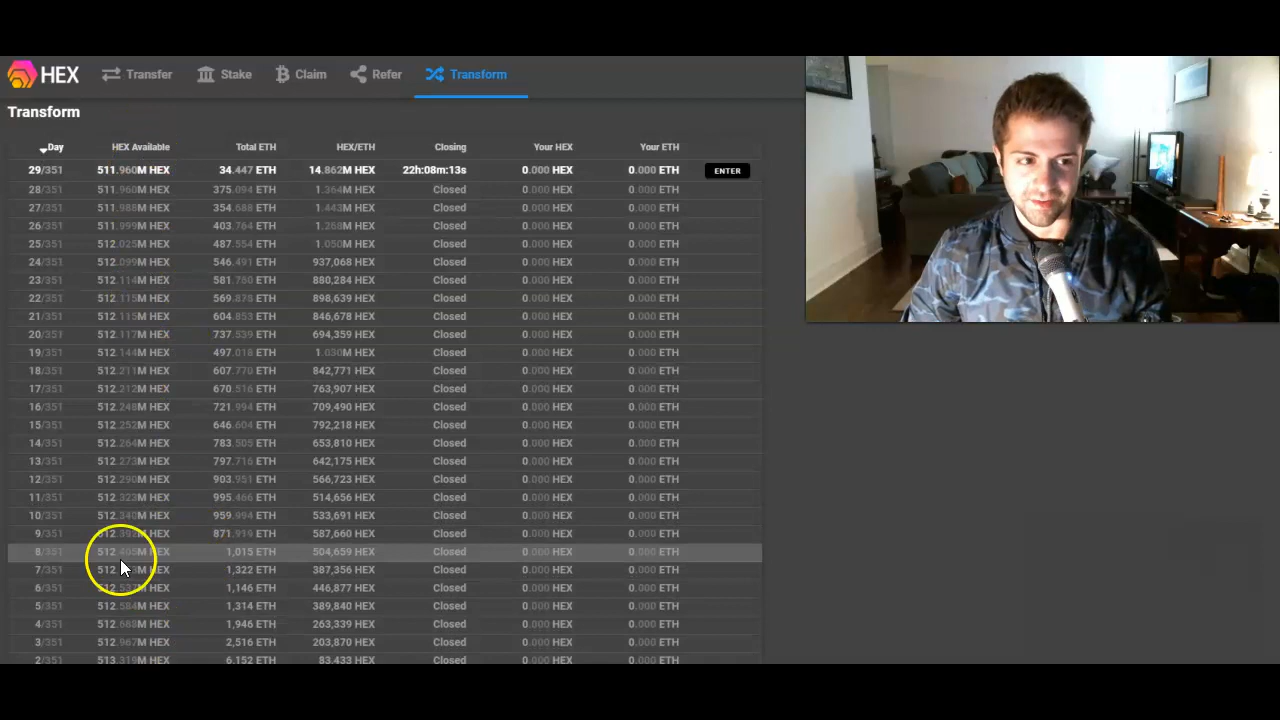 HEX Transfer Stake Claim Refer Transform
Transform
Day HEX Available Total ETH HEX/ETH Closing Your HEX Your ETH
29/351 511.960M HEX 34.447 ETH 14.862M HEX 22h:08m:13s 0.000 HEX 0.000 ETH ENTER
28/351 511.960M HEX 375.094 ETH 1.364M HEX Closed 0.000 HEX 0.000 ETH
27/351 511.985M HEX 354.688 ETH 1.443M HEX Closed 0.000 HEX 0.000 ETH
26/351 511.999M HEX 403.764 ETH 1.268M HEX Closed 0.000 HEX 0.000 ETH
25/351 512.025M HEX 487.554 ETH 1.050M HEX Closed 0.000 HEX 0.000 ETH
24/351 512.099M HEX 546.491 ETH 937,068 HEX Closed 0.000 HEX 0.000 ETH
23/351 512.114M HEX 581.780 ETH 880,284 HEX Closed 0.000 HEX 0.000 ETH
22/351 512.115M HEX 569.878 ETH 898,639 HEX Closed 0.000 HEX 0.000 ETH
21/351 512.115M HEX 604.853 ETH 846,678 HEX Closed 0.000 HEX 0.000 ETH
20/351 512.117M HEX 737.539 ETH 694,359 HEX Closed 0.000 HEX 0.000 ETH
19/351 512.144M HEX 497.018 ETH 1.030M HEX Closed 0.000 HEX 0.000 ETH
18/351 512.211M HEX 607.770 ETH 842,771 HEX Closed 0.000 HEX 0.000 ETH
17/351 512.212M HEX 670.516 ETH 763,907 HEX Closed 0.000 HEX 0.000 ETH
16/351 512.248M HEX 721.994 ETH 709,490 HEX Closed 0.000 HEX 0.000 ETH
15/351 512.252M HEX 646.604 ETH 792,218 HEX Closed 0.000 HEX 0.000 ETH
14/351 512.264M HEX 783.505 ETH 653,810 HEX Closed 0.000 HEX 0.000 ETH
13/351 512.273M HEX 797.716 ETH 642,175 HEX Closed 0.000 HEX 0.000 ETH
12/351 512.290M HEX 903.951 ETH 566,723 HEX Closed 0.000 HEX 0.000 ETH
11/351 512.323M HEX 995.466 ETH 514,656 HEX Closed 0.000 HEX 0.000 ETH
10/351 512.340M HEX 959.994 ETH 533,691 HEX Closed 0.000 HEX 0.000 ETH
9/351 HEX 871.919 ETH 587,660 HEX Closed 0.000 HEX 0.000 ETH
8/351 HEX 1,015 ETH 504,659 HEX Closed 0.000 HEX 0.000 ETH
7/351 HEX 1,322 ETH 387,356 HEX Closed 0.000 HEX 0.000 ETH
6/351 HEX 1,146 ETH 446,877 HEX Closed 0.000 HEX 0.000 ETH
5/351 512.584M HEX 1,314 ETH 389,840 HEX Closed 0.000 HEX 0.000 ETH
4/351 512.688M HEX 1,946 ETH 263,339 HEX Closed 0.000 HEX 0.000 ETH
3/351 512.967M HEX 2,516 ETH 203,870 HEX Closed 0.000 HEX 0.000 ETH
2/351 513.319M HEX 6,152 ETH 83,433 HEX Closed 0.000 HEX 0.000 ETH